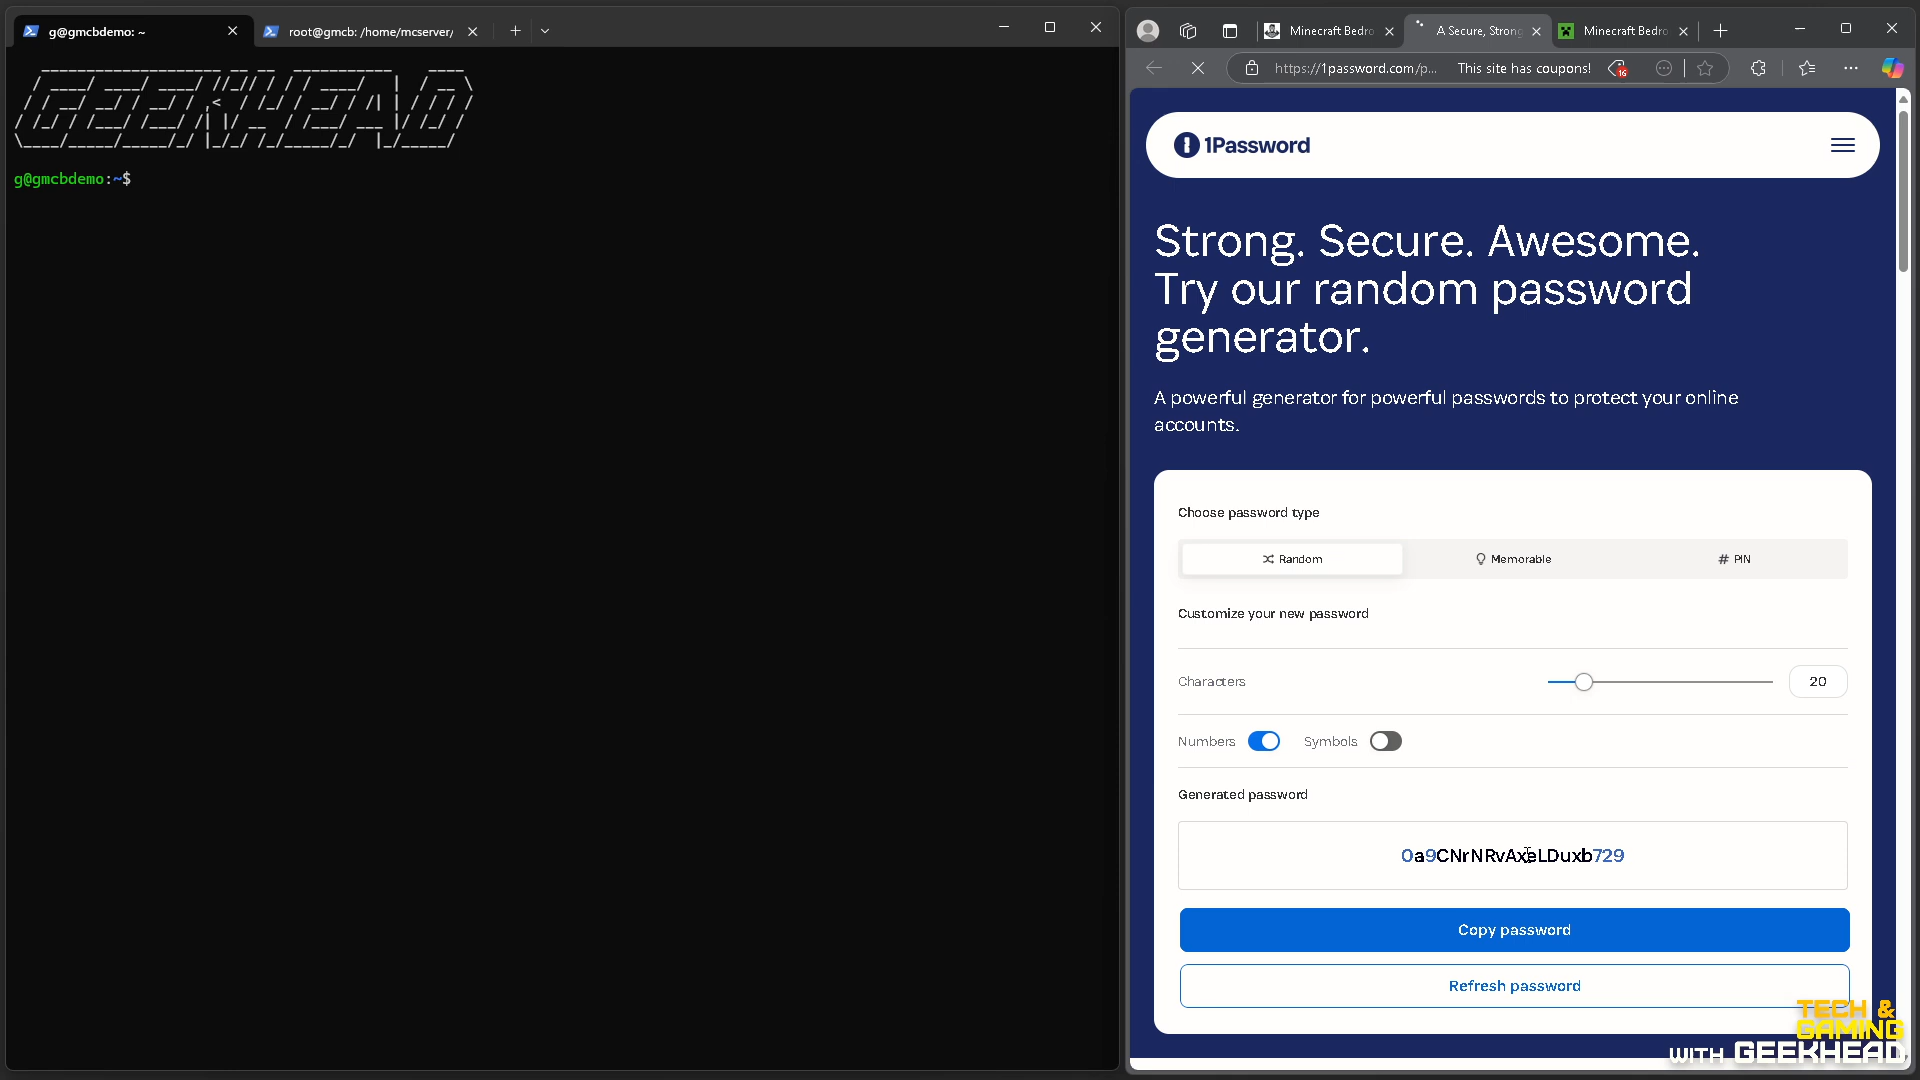 g@gmcbdemo: ~
root@gmcb: /home/mcserver/
GEEKHEAD
g@gmcbdemo:~$
Minecraft Bedro
A Secure, Strong
Minecraft Bedro
https://1password.com/p...
This site has coupons!
16
1Password
Strong. Secure. Awesome.
Try our random password
generator.
A powerful generator for powerful passwords to protect your online
accounts.
Choose password type
Random
Memorable
# PIN
Customize your new password
Characters
20
Numbers
Symbols
Generated password
0a9CNrNRvAxeLDuxb729
Copy password
Refresh password
TECH &
GAMING
WITH GEEKHEAD